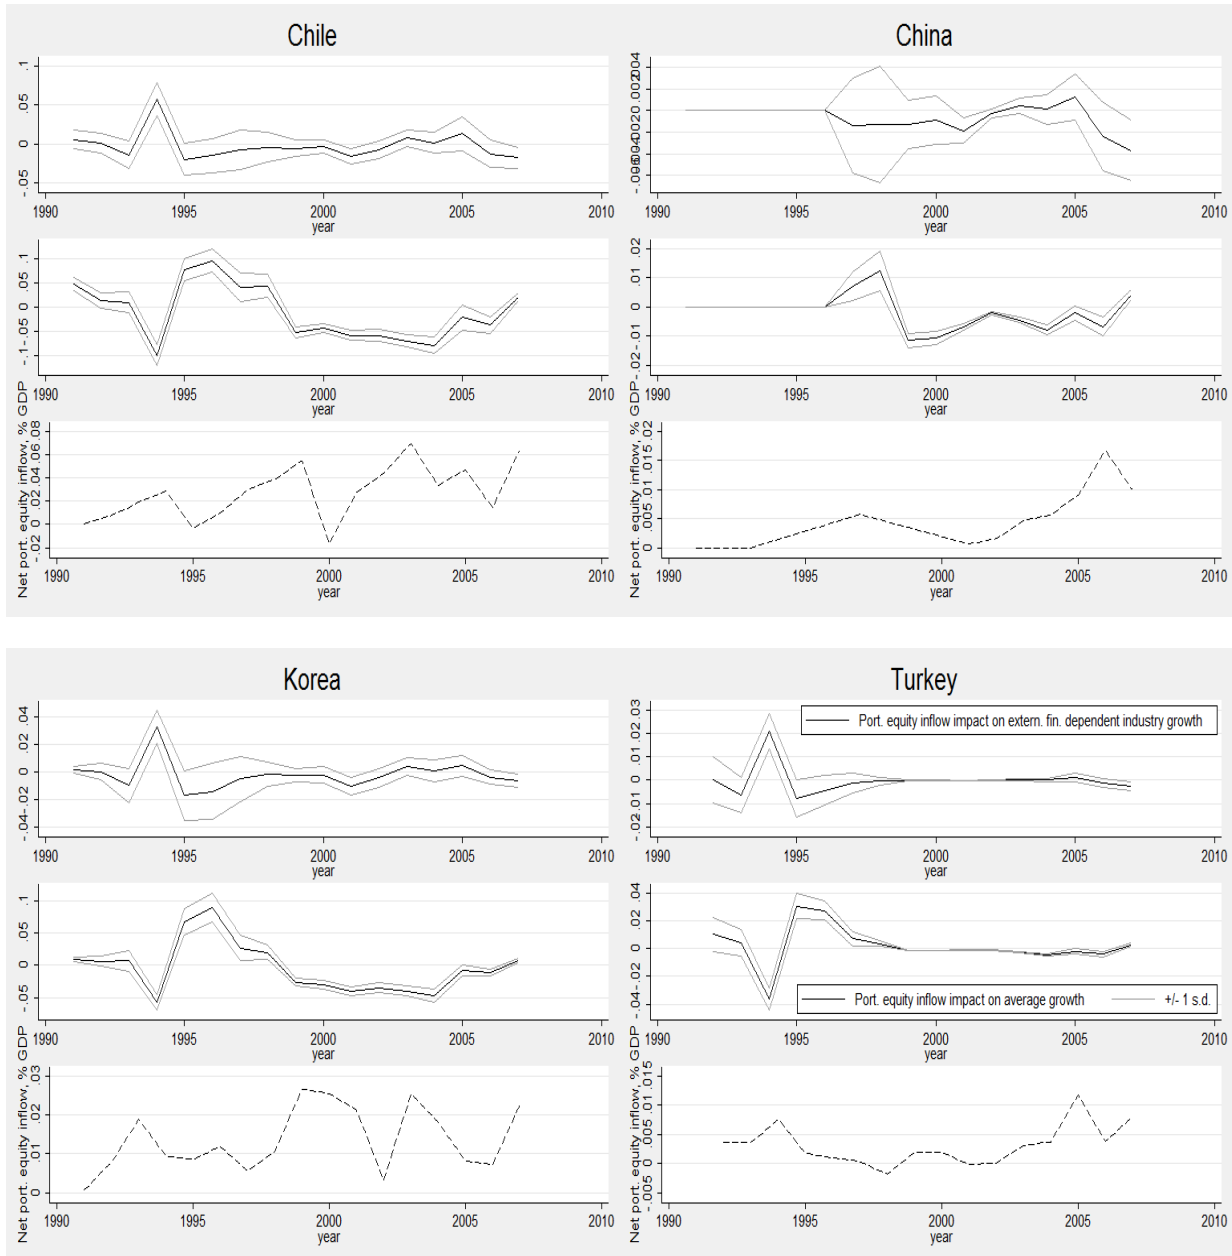 Chile
-.05 0 .05 .1
1990 1995 2000 2005 2010
year
-.1 -.05 0 .05 .1
1990 1995 2000 2005 2010
year
Net port. equity inflow, % GDP
-.02 0 .02 .04 .06 .08
1990 1995 2000 2005 2010
year
China
-.006 -.004 -.002 0 .002 .004
1990 1995 2000 2005 2010
year
-.02 -.01 0 .01 .02
1990 1995 2000 2005 2010
year
Net port. equity inflow, % GDP
0 .005 .01 .015 .02
1990 1995 2000 2005 2010
year
Korea
-.04 -.02 0 .02 .04
1990 1995 2000 2005 2010
year
-.05 0 .05 .1
1990 1995 2000 2005 2010
year
Net port. equity inflow, % GDP
0 .01 .02 .03
1990 1995 2000 2005 2010
year
Turkey
-.02 -.01 0 .01 .02 .03
Port. equity inflow impact on extern. fin. dependent industry growth
1990 1995 2000 2005 2010
year
-.04 -.02 0 .02 .04
Port. equity inflow impact on average growth +/- 1 s.d.
1990 1995 2000 2005 2010
year
Net port. equity inflow, % GDP
-.005 0 .005 .01 .015
1990 1995 2000 2005 2010
year